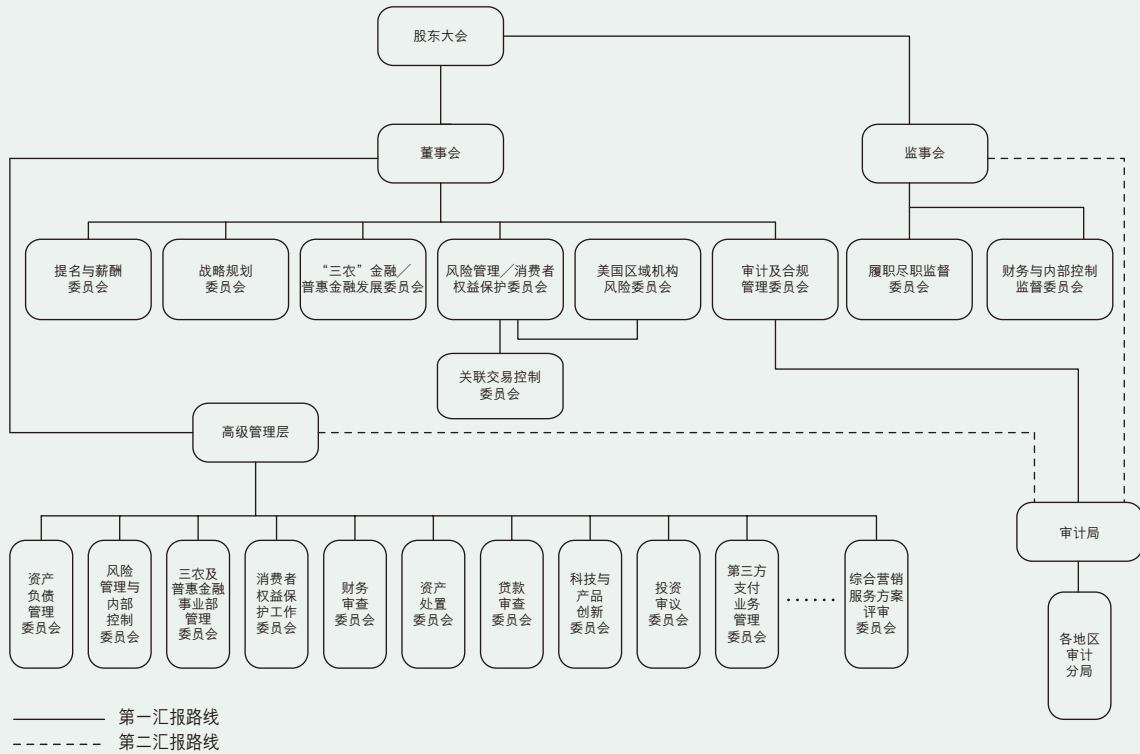 股东大会
董事会
监事会
提名与薪酬
委员会
战略规划
委员会
“三农”金融／
普惠金融发展委员会
风险管理／消费者
权益保护委员会
美国区域机构
风险委员会
审计及合规
管理委员会
履职尽职监督
委员会
财务与内部控制
监督委员会
关联交易控制
委员会
高级管理层
审计局
资产
负债
管理
委员会
风险
管理与
内部
控制
委员会
三农及
普惠金融
事业部
管理
委员会
消费者
权益保
护工作
委员会
财务
审查
委员会
资产
处置
委员会
贷款
审查
委员会
科技与
产品
创新
委员会
投资
审议
委员会
第三方
支付
业务
管理
委员会
······
综合营销
服务方案
评审
委员会
各地区
审计
分局
第一汇报路线
第二汇报路线